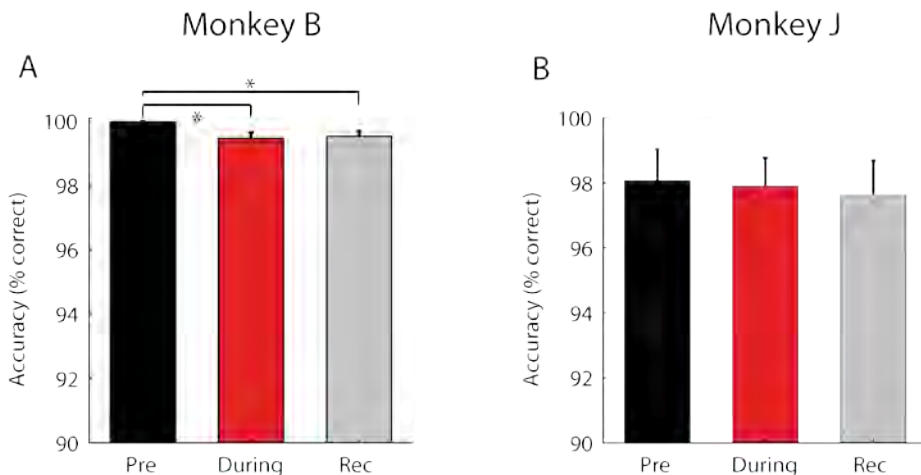 Monkey B
Monkey J
A
*
*
Accuracy (% correct)
100
98
96
94
92
90
Pre During Rec
B
Accuracy (% correct)
100
98
96
94
92
90
Pre During Rec